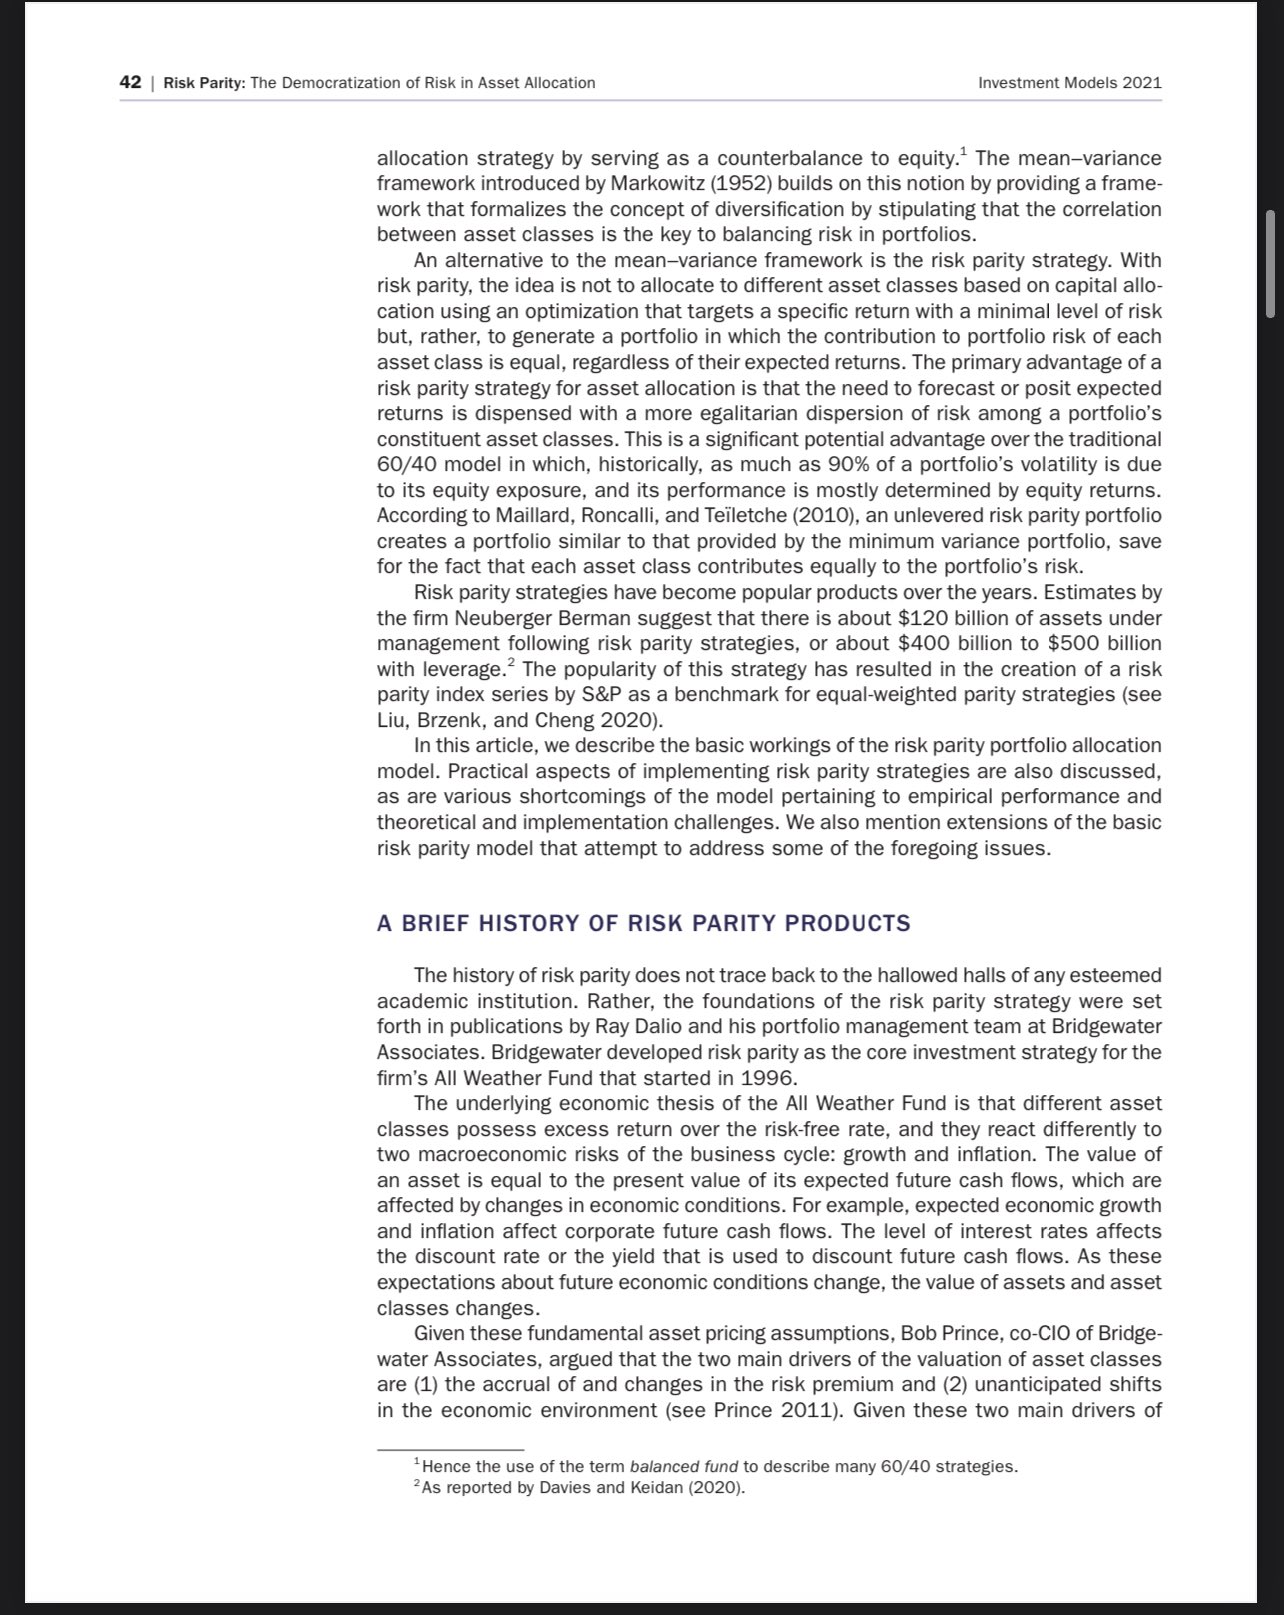 42 | Risk Parity: The Democratization of Risk in Asset Allocation Investment Models 2021
allocation strategy by serving as a counterbalance to equity.1 The mean–variance
framework introduced by Markowitz (1952) builds on this notion by providing a frame-
work that formalizes the concept of diversification by stipulating that the correlation
between asset classes is the key to balancing risk in portfolios.
An alternative to the mean–variance framework is the risk parity strategy. With
risk parity, the idea is not to allocate to different asset classes based on capital allo-
cation using an optimization that targets a specific return with a minimal level of risk
but, rather, to generate a portfolio in which the contribution to portfolio risk of each
asset class is equal, regardless of their expected returns. The primary advantage of a
risk parity strategy for asset allocation is that the need to forecast or posit expected
returns is dispensed with a more egalitarian dispersion of risk among a portfolio’s
constituent asset classes. This is a significant potential advantage over the traditional
60/40 model in which, historically, as much as 90% of a portfolio’s volatility is due
to its equity exposure, and its performance is mostly determined by equity returns.
According to Maillard, Roncalli, and Teïletche (2010), an unlevered risk parity portfolio
creates a portfolio similar to that provided by the minimum variance portfolio, save
for the fact that each asset class contributes equally to the portfolio’s risk.
Risk parity strategies have become popular products over the years. Estimates by
the firm Neuberger Berman suggest that there is about $120 billion of assets under
management following risk parity strategies, or about $400 billion to $500 billion
with leverage.2 The popularity of this strategy has resulted in the creation of a risk
parity index series by S&P as a benchmark for equal-weighted parity strategies (see
Liu, Brzenk, and Cheng 2020).
In this article, we describe the basic workings of the risk parity portfolio allocation
model. Practical aspects of implementing risk parity strategies are also discussed,
as are various shortcomings of the model pertaining to empirical performance and
theoretical and implementation challenges. We also mention extensions of the basic
risk parity model that attempt to address some of the foregoing issues.
A BRIEF HISTORY OF RISK PARITY PRODUCTS
The history of risk parity does not trace back to the hallowed halls of any esteemed
academic institution. Rather, the foundations of the risk parity strategy were set
forth in publications by Ray Dalio and his portfolio management team at Bridgewater
Associates. Bridgewater developed risk parity as the core investment strategy for the
firm’s All Weather Fund that started in 1996.
The underlying economic thesis of the All Weather Fund is that different asset
classes possess excess return over the risk-free rate, and they react differently to
two macroeconomic risks of the business cycle: growth and inflation. The value of
an asset is equal to the present value of its expected future cash flows, which are
affected by changes in economic conditions. For example, expected economic growth
and inflation affect corporate future cash flows. The level of interest rates affects
the discount rate or the yield that is used to discount future cash flows. As these
expectations about future economic conditions change, the value of assets and asset
classes changes.
Given these fundamental asset pricing assumptions, Bob Prince, co-CIO of Bridge-
water Associates, argued that the two main drivers of the valuation of asset classes
are (1) the accrual of and changes in the risk premium and (2) unanticipated shifts
in the economic environment (see Prince 2011). Given these two main drivers of
1Hence the use of the term balanced fund to describe many 60/40 strategies.
2As reported by Davies and Keidan (2020).